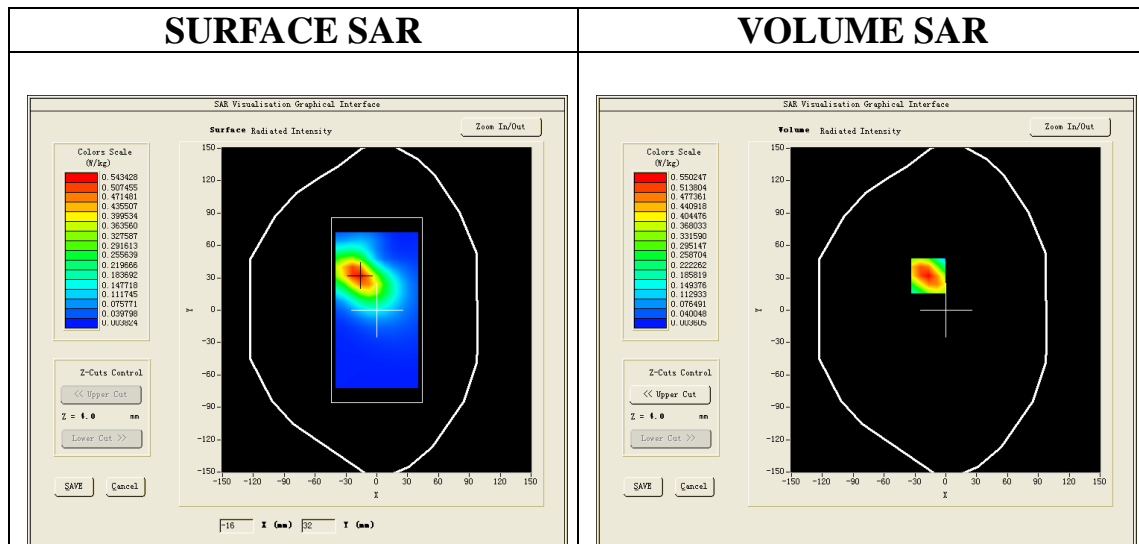 SURFACE SAR
VOLUME SAR
SAR Visualisation Graphical Interface
Surface Radiated Intensity
Zoom In/Out
Colors Scale
(W/kg)
0.543428
0.507455
0.471481
0.435507
0.399534
0.363560
0.327587
0.291613
0.255639
0.219666
0.183692
0.147718
0.111745
0.075771
0.039798
0.003824
150
120
90
60
30
0
-30
-60
-90
-120
-150
Y
-150 -120 -90 -60 -30 0 30 60 90 120 150
X
Z-Cuts Control
<< Upper Cut
Z = 4.0 mm
Lower Cut >>
SAVE
Cancel
-16 X (mm) 32 Y (mm)
SAR Visualisation Graphical Interface
Volume Radiated Intensity
Zoom In/Out
Colors Scale
(W/kg)
0.550247
0.513804
0.477361
0.440918
0.404476
0.368033
0.331590
0.295147
0.258704
0.222262
0.185819
0.149376
0.112933
0.076491
0.040048
0.003605
150
120
90
60
30
0
-30
-60
-90
-120
-150
Y
-150 -120 -90 -60 -30 0 30 60 90 120 150
X
Z-Cuts Control
<< Upper Cut
Z = 4.0 mm
Lower Cut >>
SAVE
Cancel